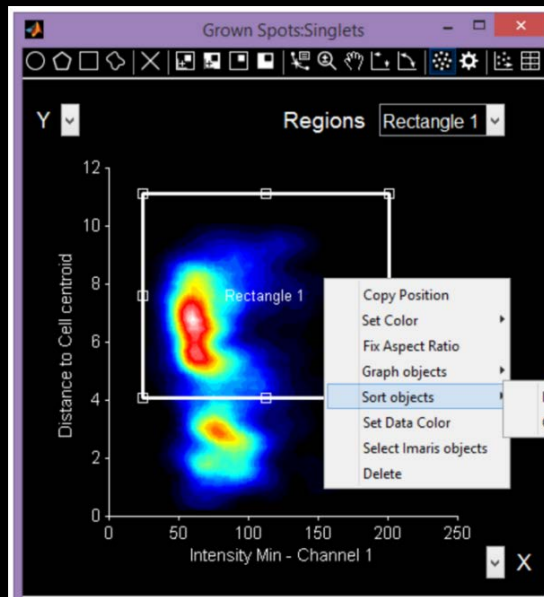 Grown Spots:Singlets
Y
Regions Rectangle 1
12
10
8
6
4
2
0
Distance to Cell centroid
Rectangle 1
Copy Position
Set Color
Fix Aspect Ratio
Graph objects
Sort objects
Set Data Color
Select Imaris objects
Delete
0 50 100 150 200 250
Intensity Min - Channel 1
X